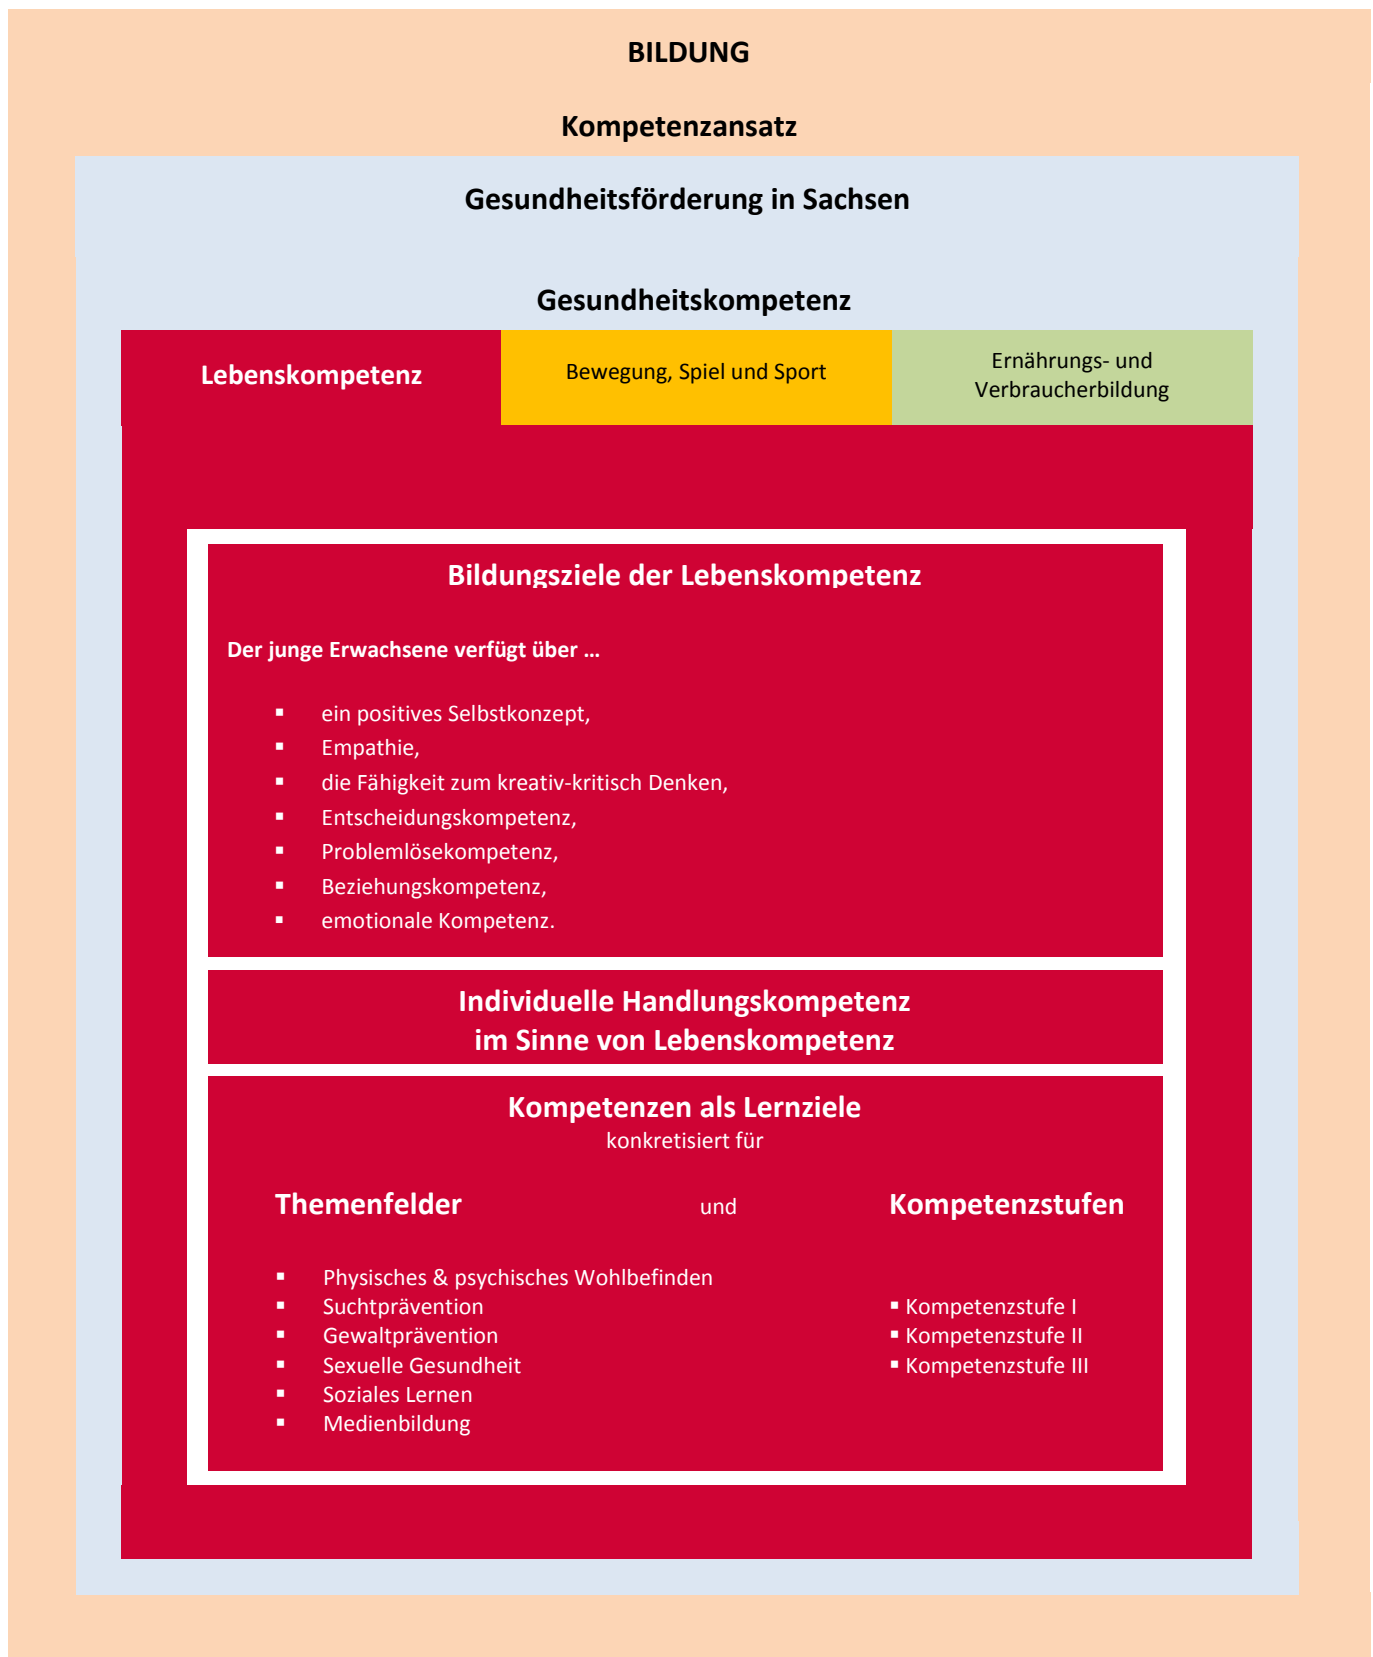 BILDUNG
Kompetenzansatz
Gesundheitsförderung in Sachsen
Gesundheitskompetenz
Lebenskompetenz
Bewegung, Spiel und Sport
Ernährungs- und
Verbraucherbildung
Bildungsziele der Lebenskompetenz
Der junge Erwachsene verfügt über ...
▪ ein positives Selbstkonzept,
▪ Empathie,
▪ die Fähigkeit zum kreativ-kritisch Denken,
▪ Entscheidungskompetenz,
▪ Problemlösekompetenz,
▪ Beziehungskompetenz,
▪ emotionale Kompetenz.
Individuelle Handlungskompetenz
im Sinne von Lebenskompetenz
Kompetenzen als Lernziele
konkretisiert für
Themenfelder und Kompetenzstufen
▪ Physisches & psychisches Wohlbefinden
▪ Suchtprävention
▪ Gewaltprävention
▪ Sexuelle Gesundheit
▪ Soziales Lernen
▪ Medienbildung
▪ Kompetenzstufe I
▪ Kompetenzstufe II
▪ Kompetenzstufe III